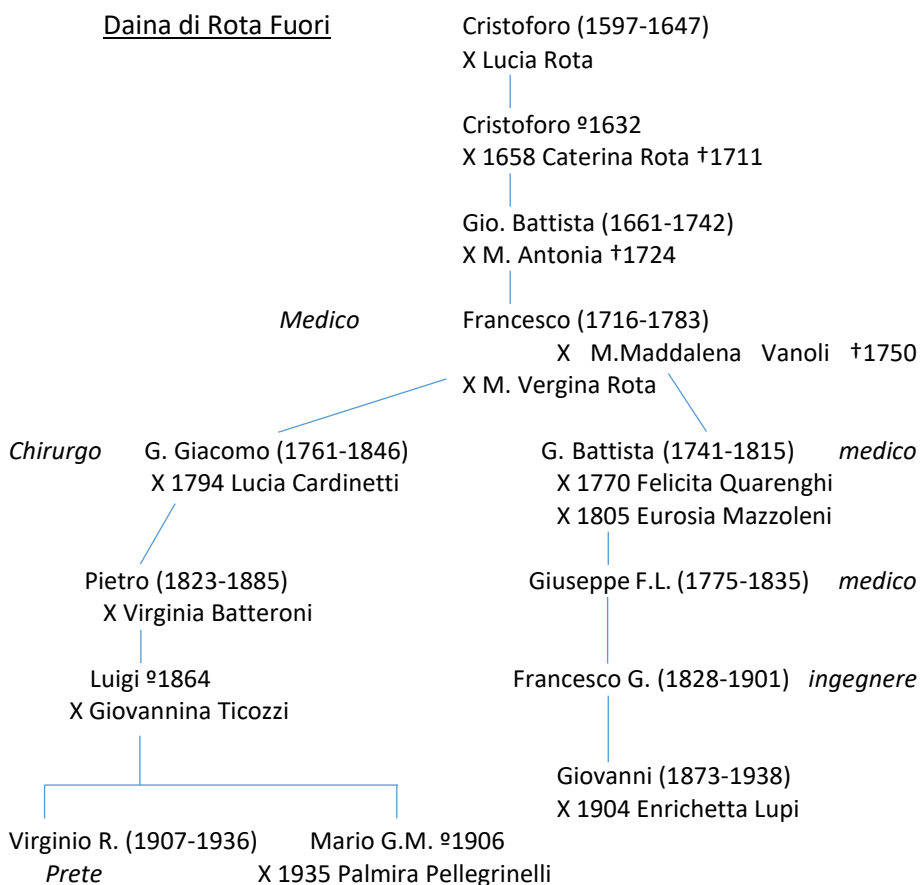 Daina di Rota Fuori
Cristoforo (1597-1647)
X Lucia Rota
Cristoforo º1632
X 1658 Caterina Rota †1711
Gio. Battista (1661-1742)
X M. Antonia †1724
Medico Francesco (1716-1783)
X M.Maddalena Vanoli †1750
X M. Vergina Rota
Chirurgo G. Giacomo (1761-1846)
X 1794 Lucia Cardinetti
G. Battista (1741-1815) medico
X 1770 Felicita Quarenghi
X 1805 Eurosia Mazzoleni
Pietro (1823-1885)
X Virginia Batteroni
Giuseppe F.L. (1775-1835) medico
Luigi º1864
X Giovannina Ticozzi
Francesco G. (1828-1901) ingegnere
Giovanni (1873-1938)
X 1904 Enrichetta Lupi
Virginio R. (1907-1936)
Prete
Mario G.M. º1906
X 1935 Palmira Pellegrinelli